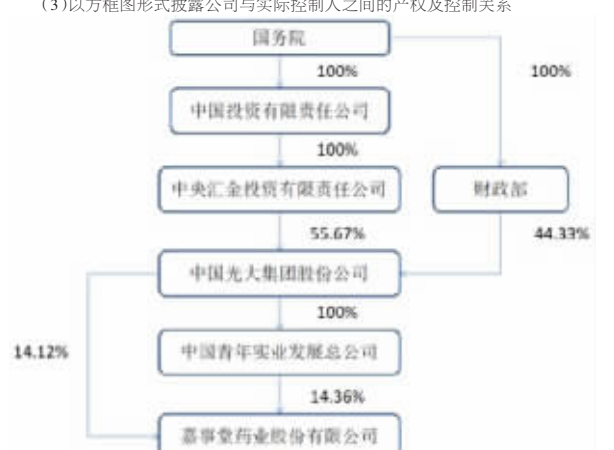 (3)以方框图形式披露公司与实际控制人之间的产权及控制关系
国务院
100%
100%
中国投资有限责任公司
100%
中央汇金投资有限责任公司
财政部
55.67%
44.33%
中国光大集团股份公司
100%
中国青年实业发展总公司
14.12%
14.36%
嘉事堂药业股份有限公司